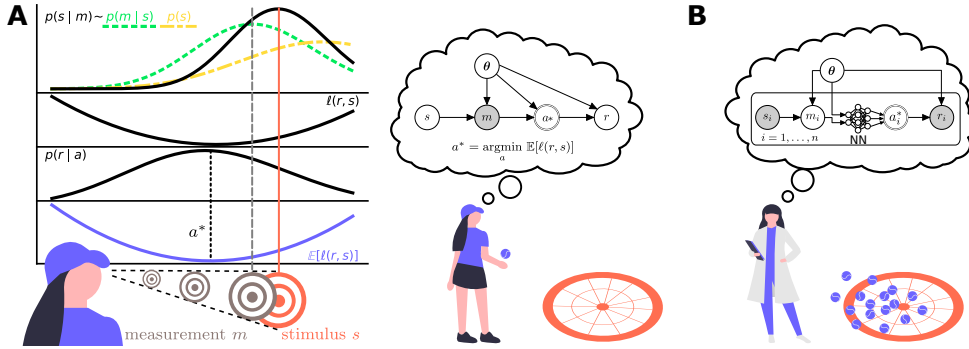 A
p(s | m) ~ p(m | s) p(s)
ℓ(r, s)
p(r | a)
a*
𝔼[ℓ(r, s)]
measurement m
stimulus s
θ
s m a* r
a* = argmin 𝔼[ℓ(r, s)]
a
B
θ
s_i m_i a_i^* r_i
i = 1, . . . , n NN